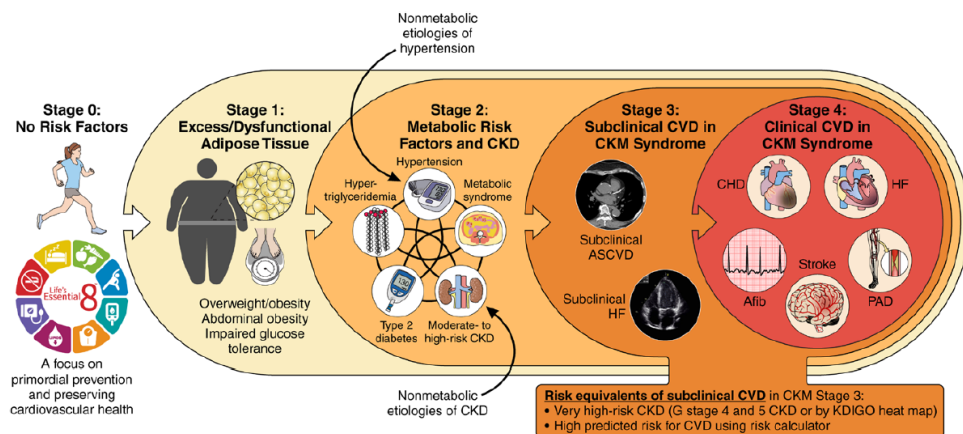 Nonmetabolic
etiologies of
hypertension
Stage 0:
No Risk Factors
Life's
Essential 8
A focus on
primordial prevention
and preserving
cardiovascular health
Stage 1:
Excess/Dysfunctional
Adipose Tissue
Overweight/obesity
Abdominal obesity
Impaired glucose
tolerance
Stage 2:
Metabolic Risk
Factors and CKD
Hypertension
Hyper-
triglyceridemia
Metabolic
syndrome
Type 2
diabetes
Moderate- to
high-risk CKD
Nonmetabolic
etiologies of CKD
Stage 3:
Subclinical CVD in
CKM Syndrome
Subclinical
ASCVD
Subclinical
HF
Stage 4:
Clinical CVD in
CKM Syndrome
CHD
HF
Afib
Stroke
PAD
Risk equivalents of subclinical CVD in CKM Stage 3:
• Very high-risk CKD (G stage 4 and 5 CKD or by KDIGO heat map)
• High predicted risk for CVD using risk calculator